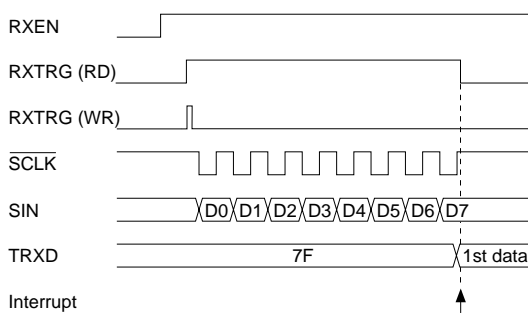 RXEN
RXTRG (RD)
RXTRG (WR)
SCLK
SIN D0 D1 D2 D3 D4 D5 D6 D7
TRXD 7F 1st data
Interrupt